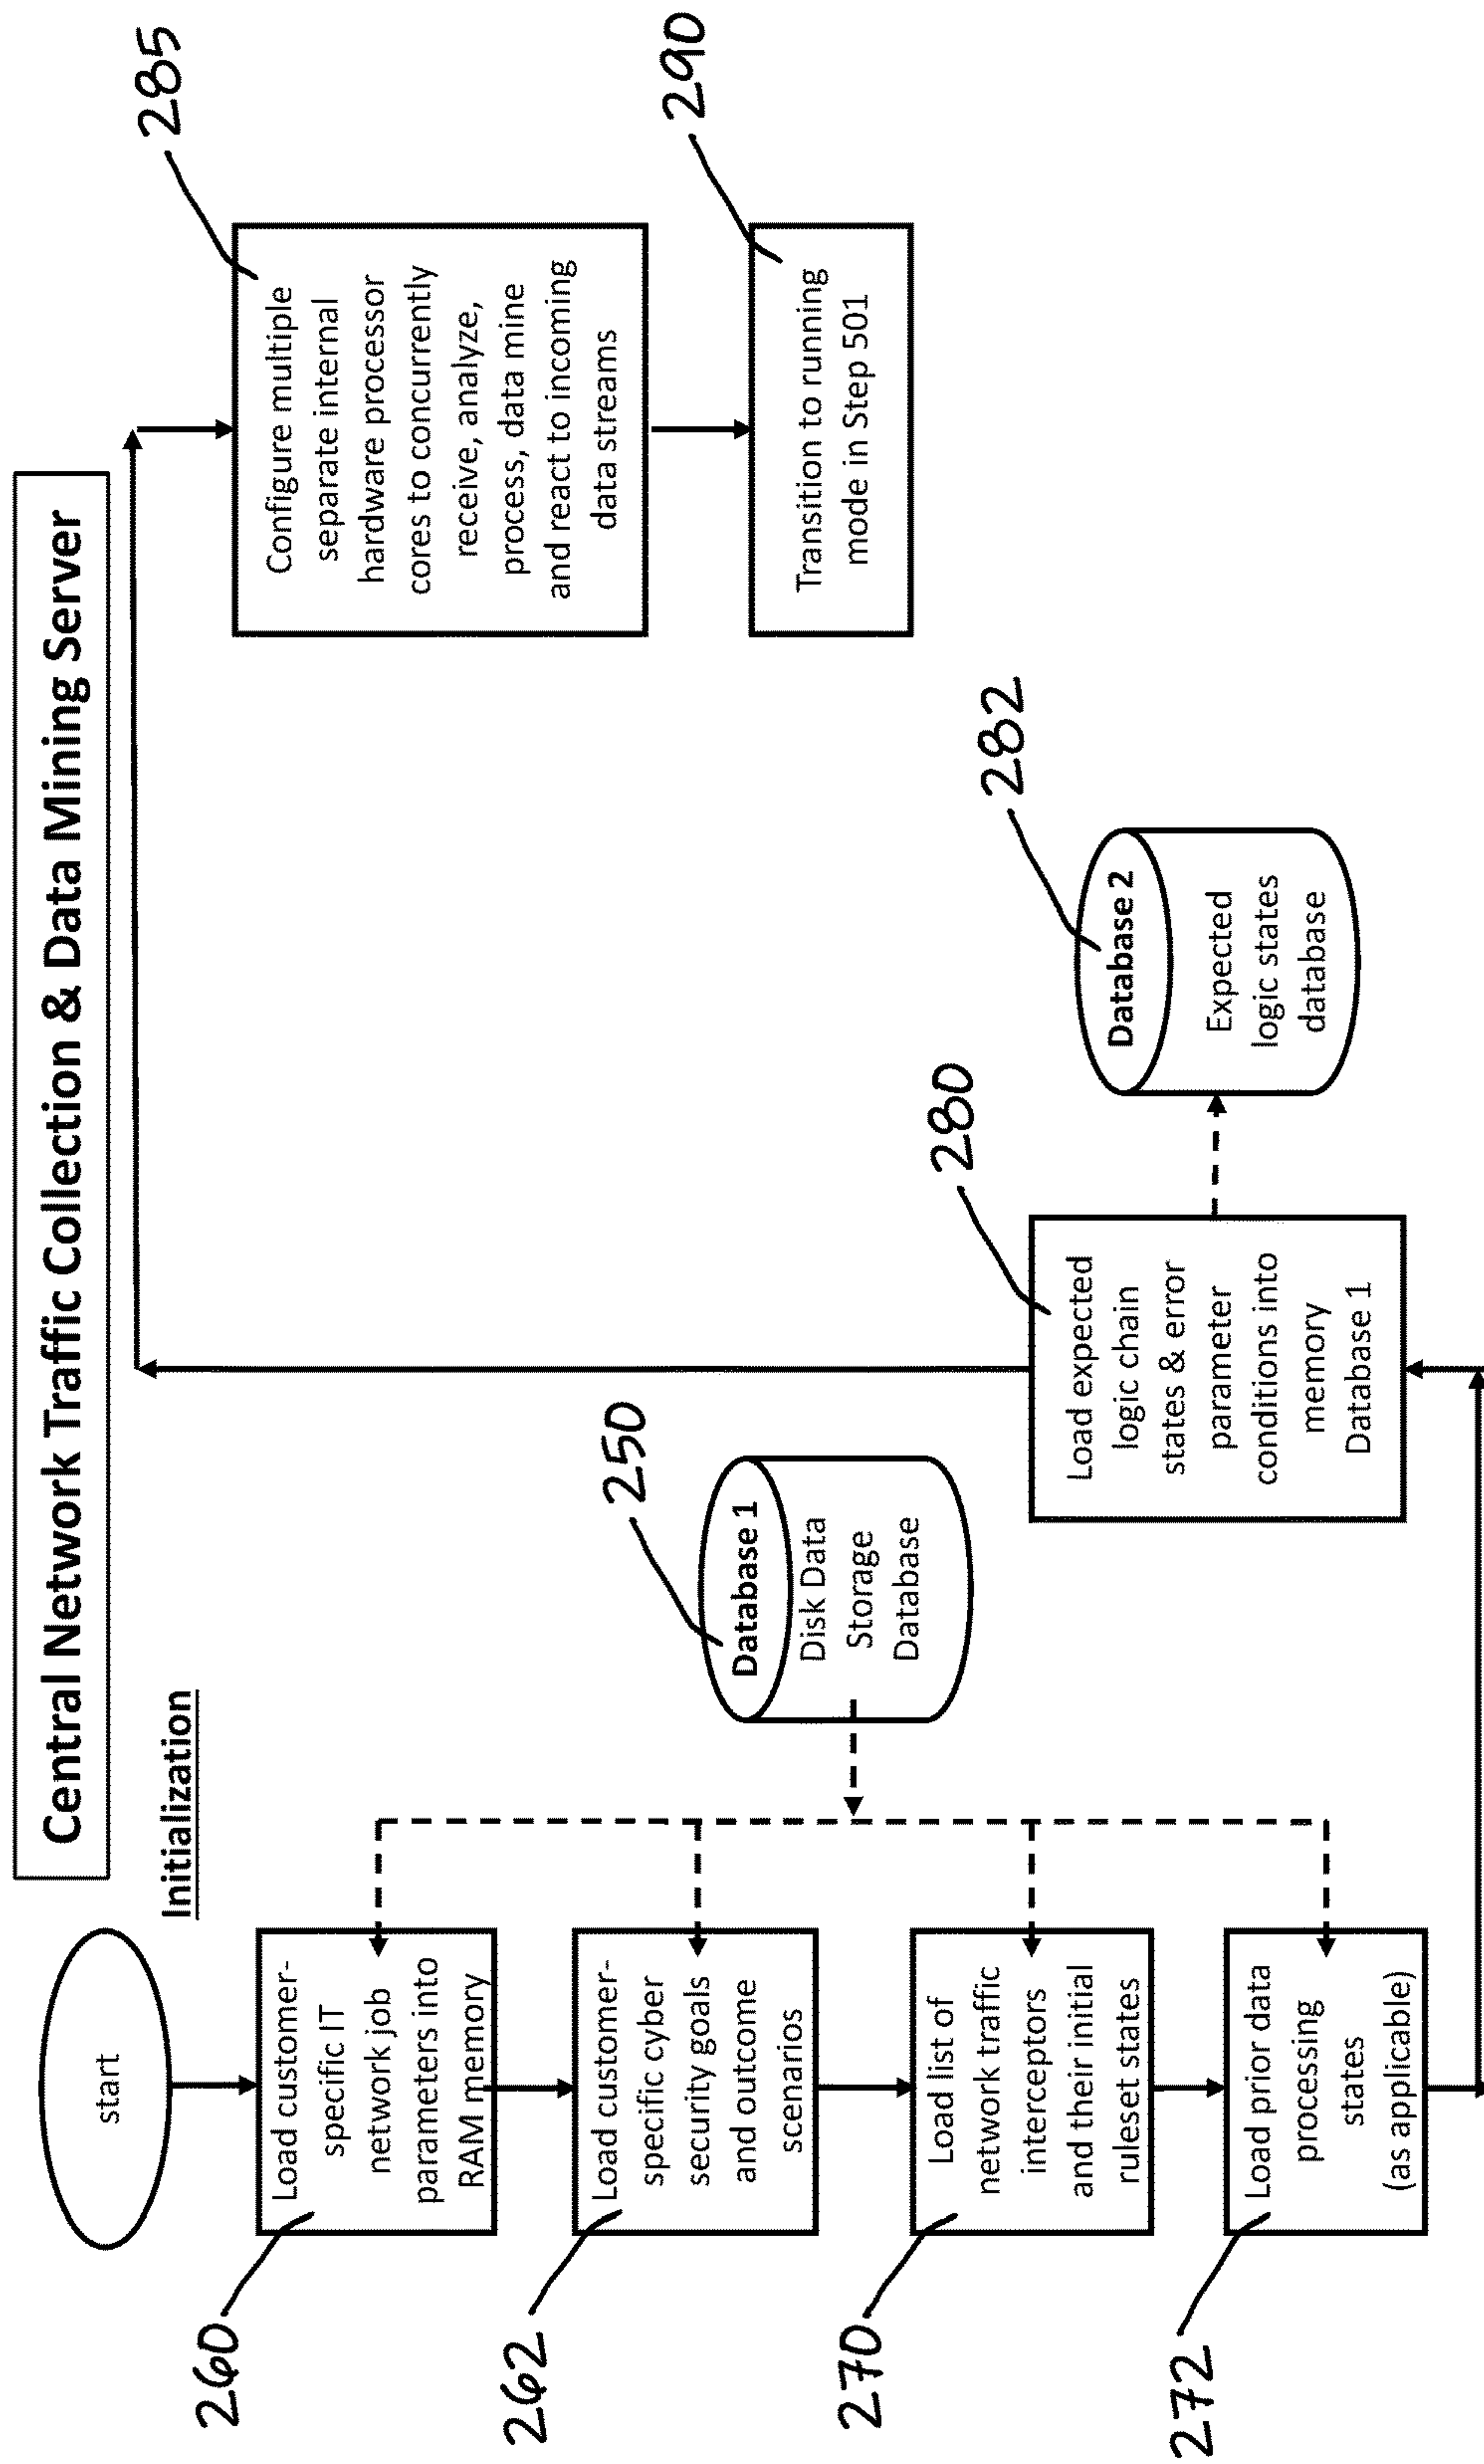 Central Network Traffic Collection & Data Mining Server
Initialization
start
260
Load customer-
specific IT
network job
parameters into
RAM memory
262
Load customer-
specific cyber
security goals
and outcome
scenarios
270
Load list of
network traffic
interceptors
and their initial
ruleset states
272
Load prior data
processing
states
(as applicable)
250
Database 1
Disk Data
Storage
Database
280
Load expected
logic chain
states & error
parameter
conditions into
memory
Database 1
282
Database 2
Expected
logic states
database
285
Configure multiple
separate internal
hardware processor
cores to concurrently
receive, analyze,
process, data mine
and react to incoming
data streams
290
Transition to running
mode in Step 501